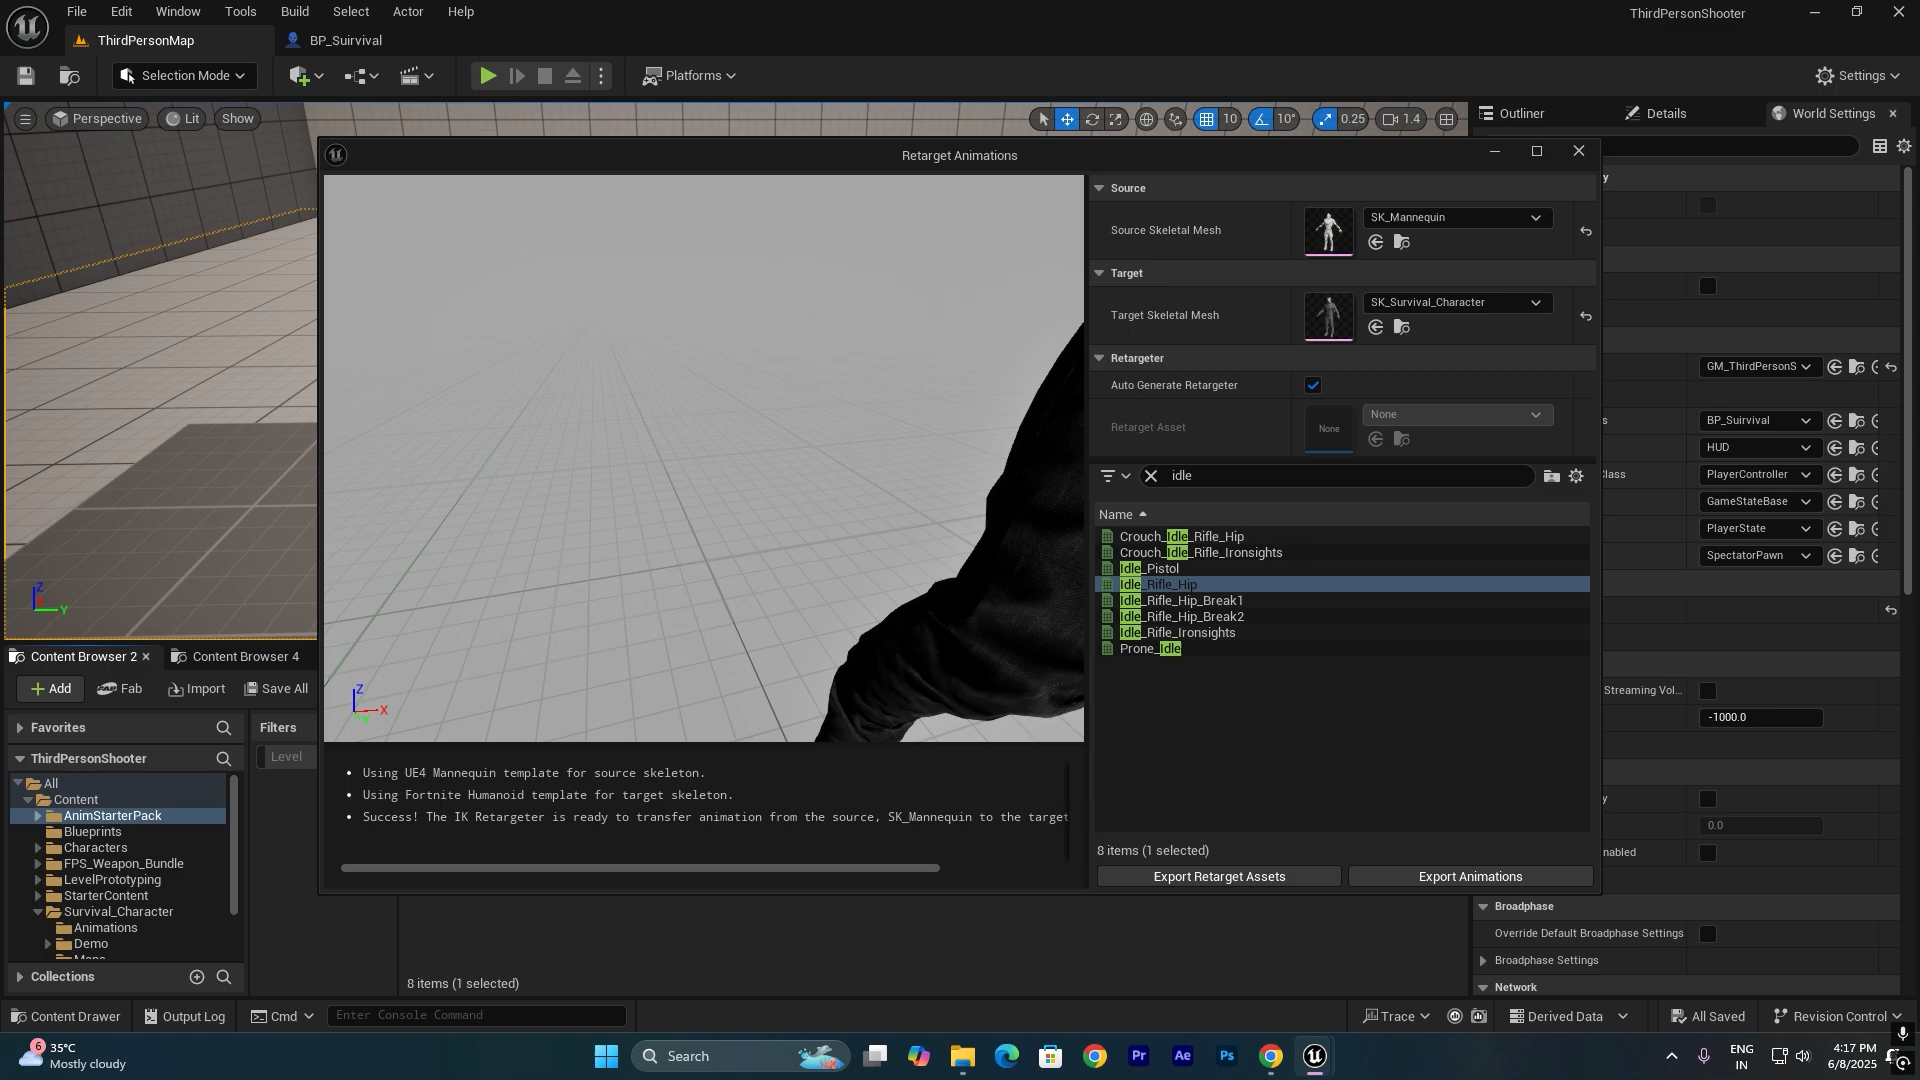 File Edit Window Tools Build Select Actor Help
ThirdPersonShooter
ThirdPersonMap
BP_Suirvival
Selection Mode
Platforms
Settings
Perspective
Lit
Show
10
10°
0.25
1.4
Outliner
Details
World Settings
Retarget Animations
Source
Source Skeletal Mesh
SK_Mannequin
Target
Target Skeletal Mesh
SK_Survival_Character
Retargeter
Auto Generate Retargeter
Retarget Asset
None
None
idle
Name
Crouch_Idle_Rifle_Hip
Crouch_Idle_Rifle_Ironsights
Idle_Pistol
Idle_Rifle_Hip
Idle_Rifle_Hip_Break1
Idle_Rifle_Hip_Break2
Idle_Rifle_Ironsights
Prone_Idle
8 items (1 selected)
Export Retarget Assets
Export Animations
Using UE4 Mannequin template for source skeleton.
Using Fortnite Humanoid template for target skeleton.
Success! The IK Retargeter is ready to transfer animation from the source, SK_Mannequin to the target
Z
X
Y
Z
Y
y
GM_ThirdPersonS
s
BP_Suirvival
HUD
lass
PlayerController
GameStateBase
PlayerState
SpectatorPawn
Streaming Vol...
-1000.0
y
0.0
nabled
Broadphase
Override Default Broadphase Settings
Broadphase Settings
Network
Content Browser 2
Content Browser 4
Add
Fab
Import
Save All
Favorites
Filters
ThirdPersonShooter
Level
All
Content
AnimStarterPack
Blueprints
Characters
FPS_Weapon_Bundle
LevelPrototyping
StarterContent
Survival_Character
Animations
Demo
Collections
8 items (1 selected)
Content Drawer
Output Log
Cmd
Enter Console Command
Trace
Derived Data
All Saved
Revision Control
6
35°C
Mostly cloudy
Search
Pr
Ae
Ps
ENG
IN
4:17 PM
6/8/2025